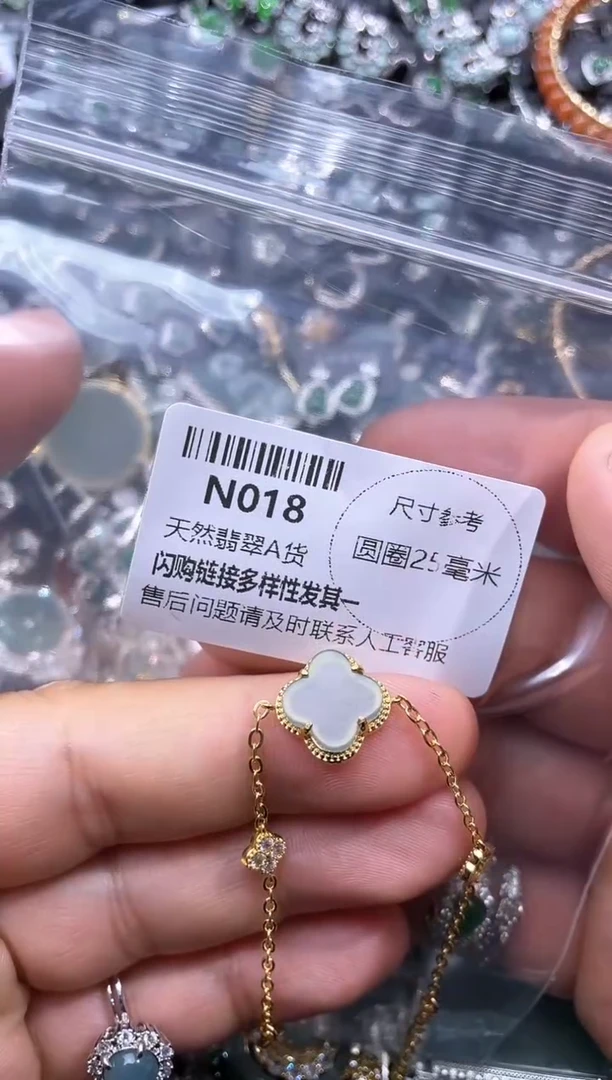 N018
天然翡翠A货
闪购链接多样性发其一
售后问题请及时联系人工客服
尺寸参考
圆圈25毫米